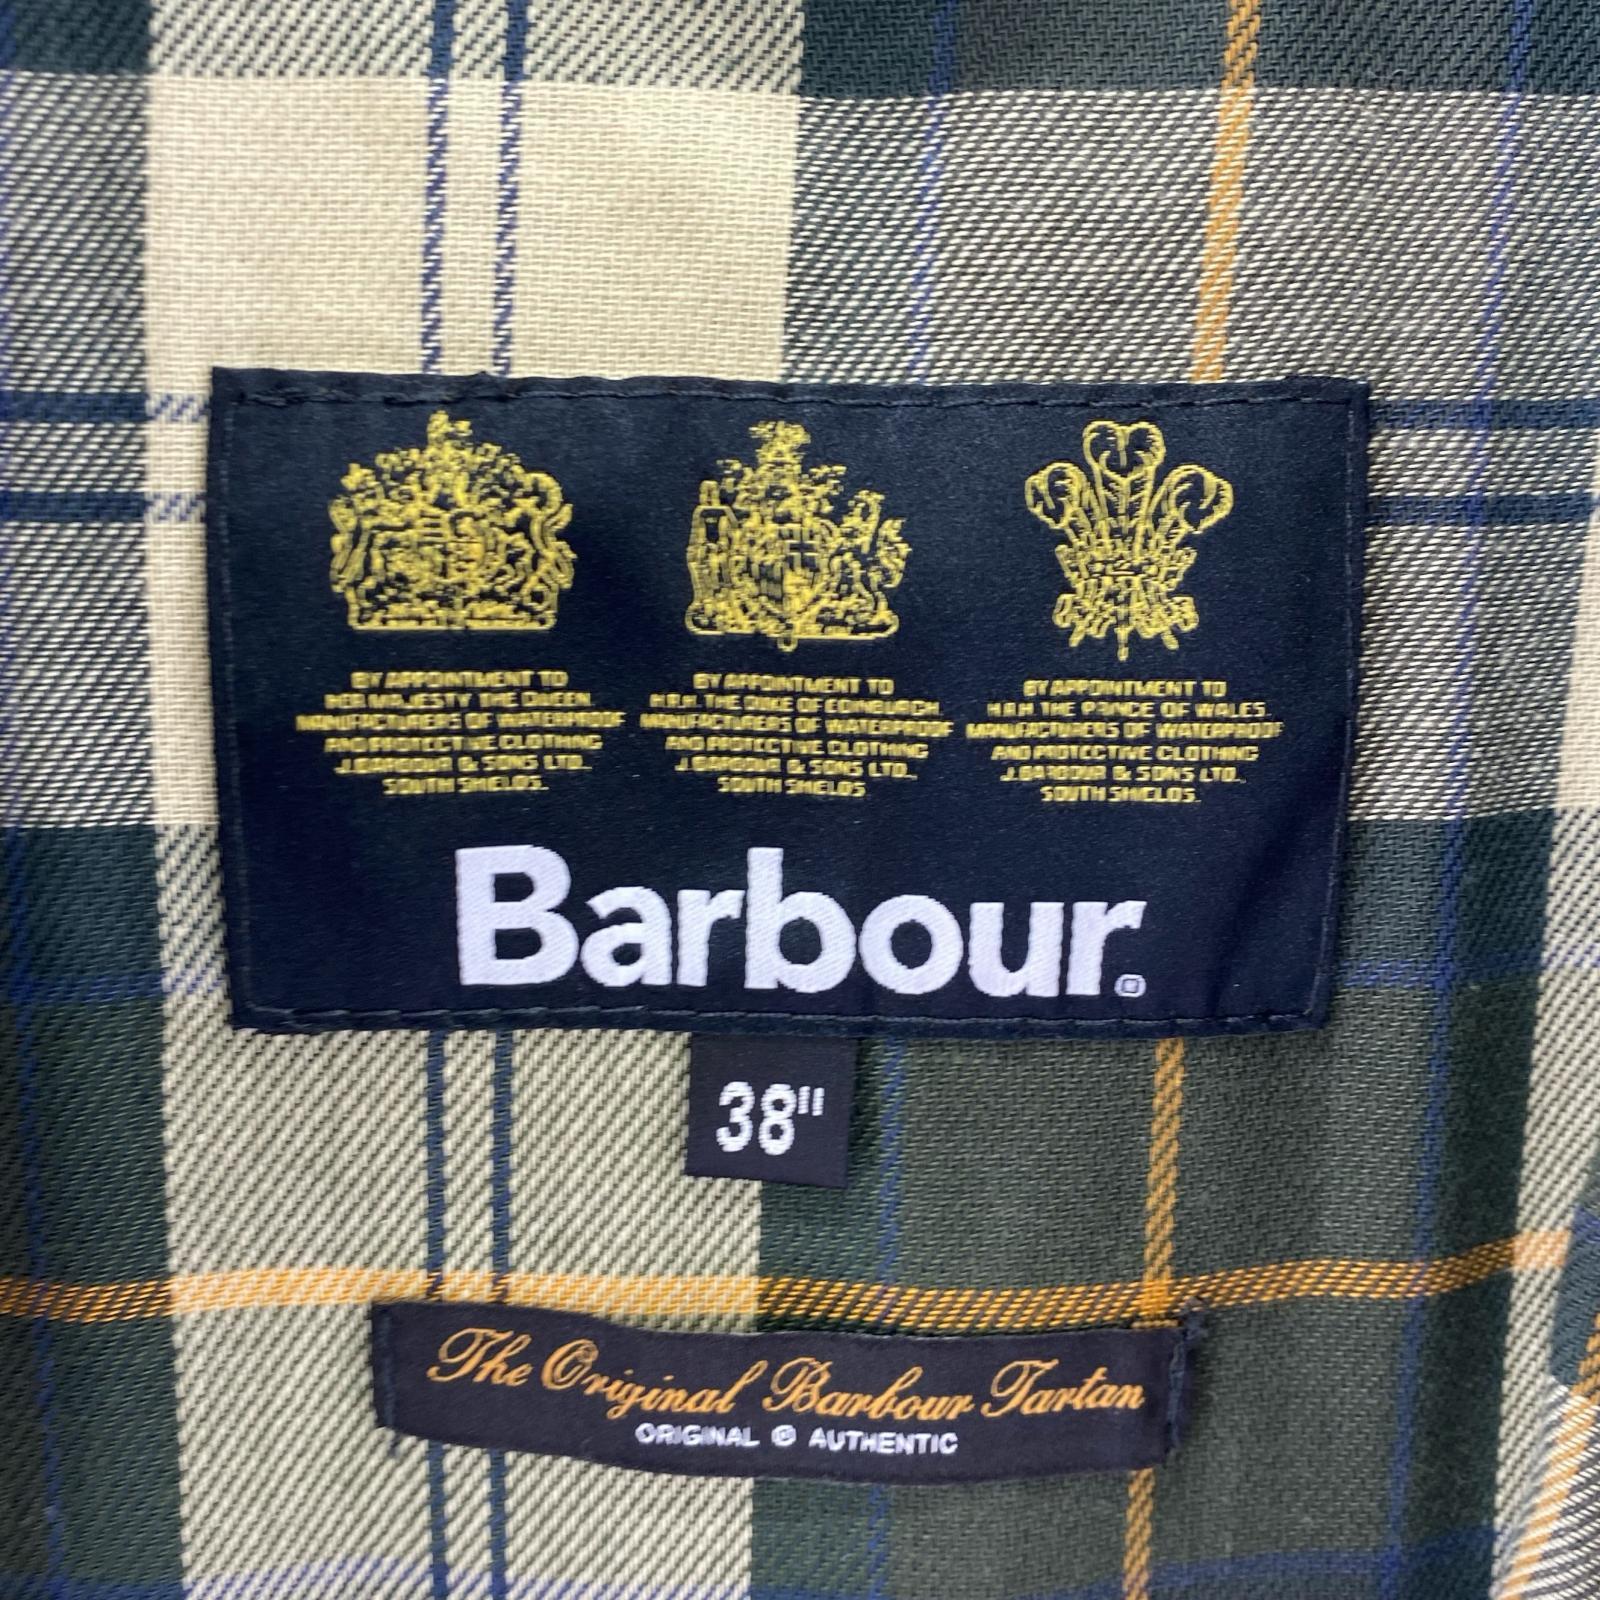 BY APPOINTMENT TO
HER MAJESTY THE QUEEN
MANUFACTURERS OF WATERPROOF
AND PROTECTIVE CLOTHING
J. BARBOUR & SONS LTD.
SOUTH SHIELDS.
BY APPOINTMENT TO
H.R.H. THE DUKE OF EDINBURGH
MANUFACTURERS OF WATERPROOF
AND PROTECTIVE CLOTHING
J. BARBOUR & SONS LTD.
SOUTH SHIELDS
BY APPOINTMENT TO
H.R.H. THE PRINCE OF WALES
MANUFACTURERS OF WATERPROOF
AND PROTECTIVE CLOTHING
J. BARBOUR & SONS LTD.
SOUTH SHIELDS.
Barbour®
38"
The Original Barbour Tartan
ORIGINAL & AUTHENTIC